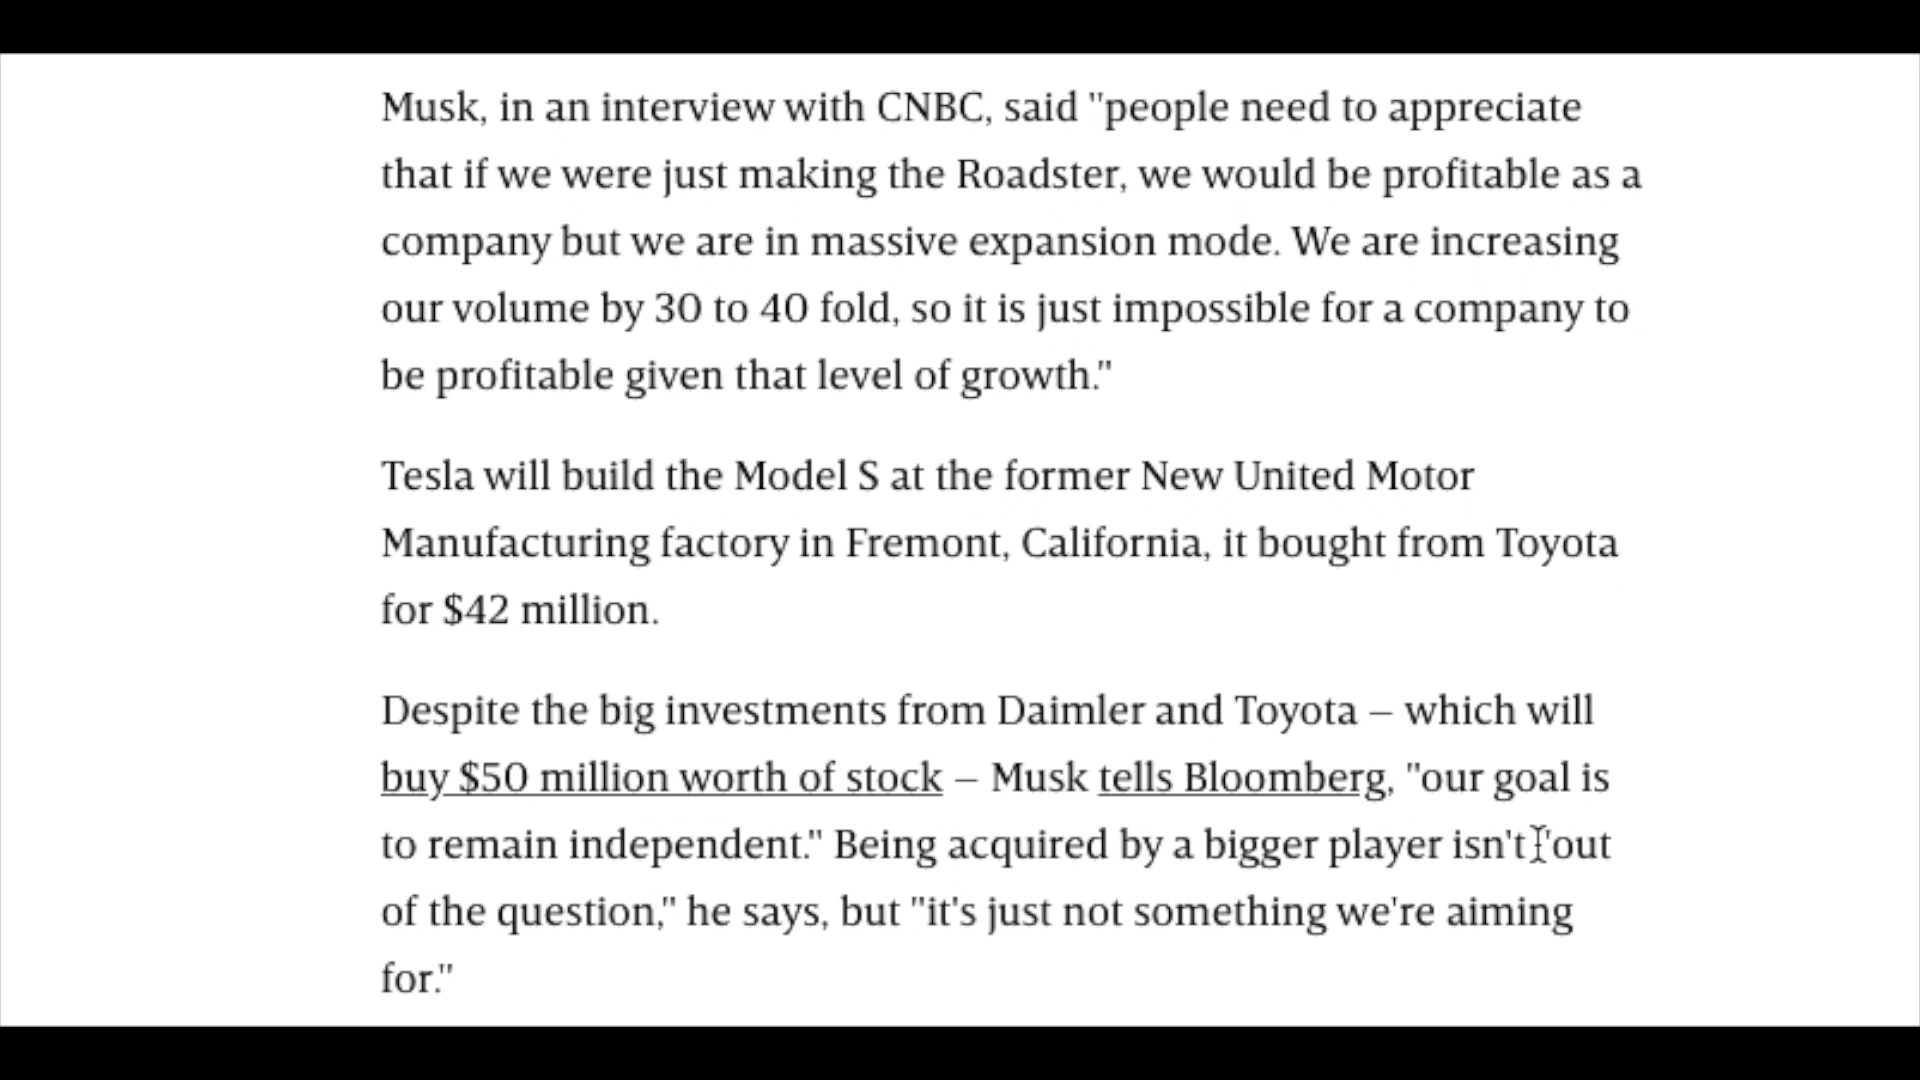 Musk, in an interview with CNBC, said "people need to appreciate
that if we were just making the Roadster, we would be profitable as a
company but we are in massive expansion mode. We are increasing
our volume by 30 to 40 fold, so it is just impossible for a company to
be profitable given that level of growth."
Tesla will build the Model S at the former New United Motor
Manufacturing factory in Fremont, California, it bought from Toyota
for $42 million.
Despite the big investments from Daimler and Toyota – which will
buy $50 million worth of stock – Musk tells Bloomberg, "our goal is
to remain independent." Being acquired by a bigger player isn't "out
of the question," he says, but "it's just not something we're aiming
for."